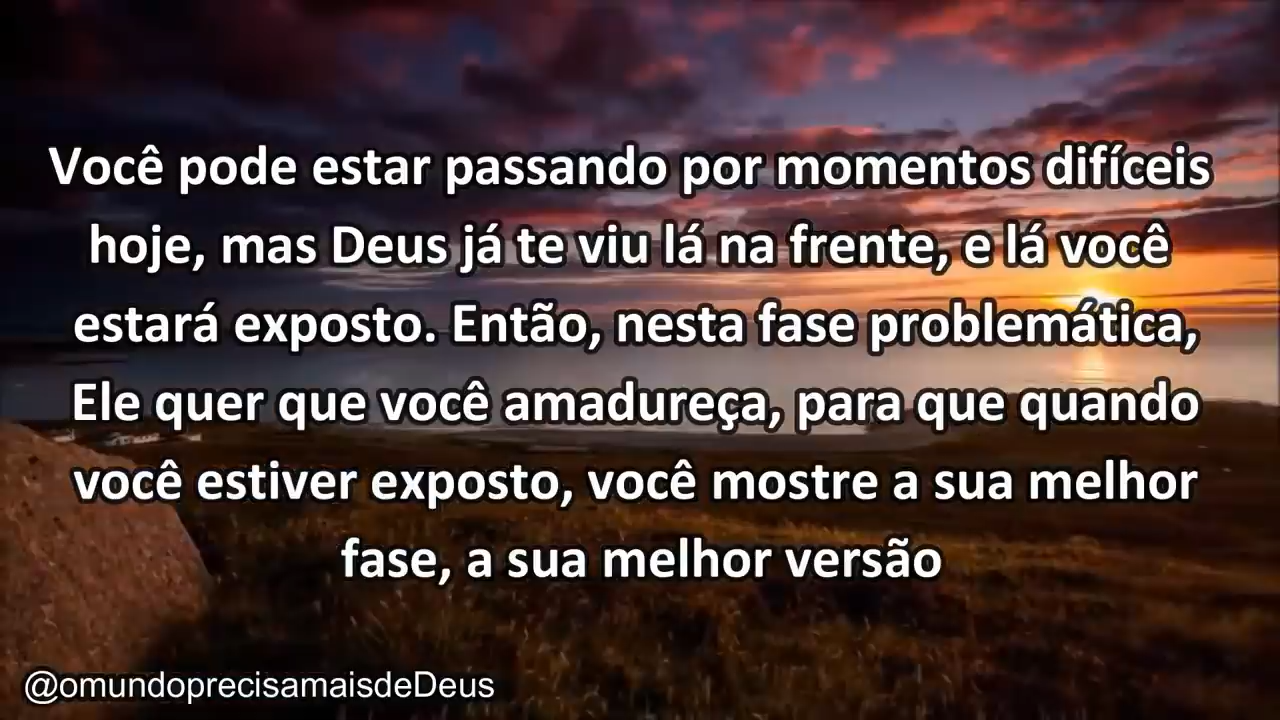 Você pode estar passando por momentos difíceis
hoje, mas Deus já te viu lá na frente, e lá você
estará exposto. Então, nesta fase problemática,
Ele quer que você amadureça, para que quando
você estiver exposto, você mostre a sua melhor
fase, a sua melhor versão
@omundoprecisamaisdeDeus